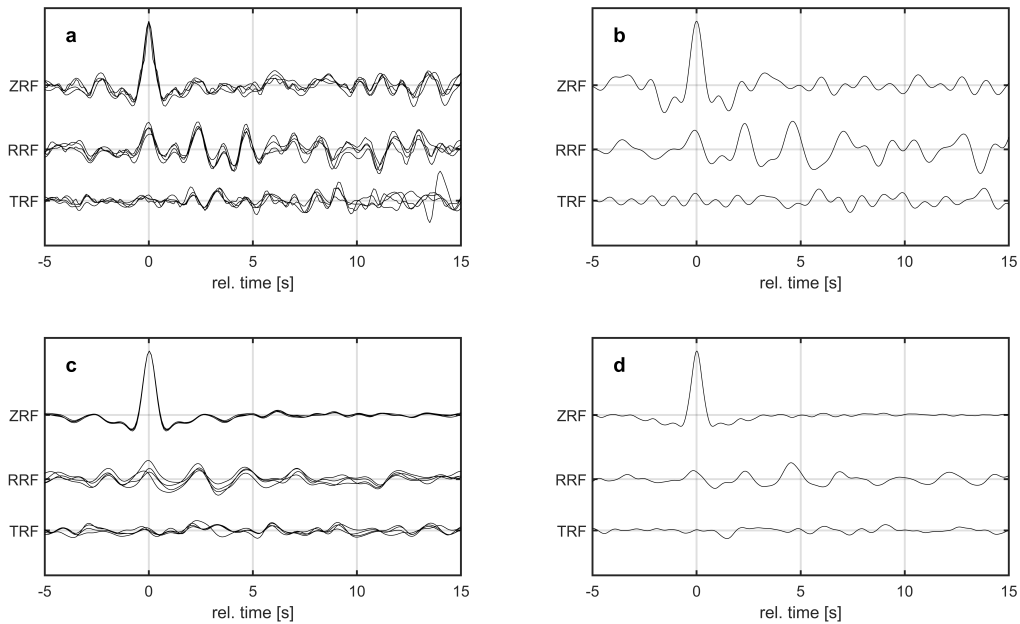 a
ZRF
RRF
TRF
-5 0 5 10 15
rel. time [s]
b
ZRF
RRF
TRF
-5 0 5 10 15
rel. time [s]
c
ZRF
RRF
TRF
-5 0 5 10 15
rel. time [s]
d
ZRF
RRF
TRF
-5 0 5 10 15
rel. time [s]